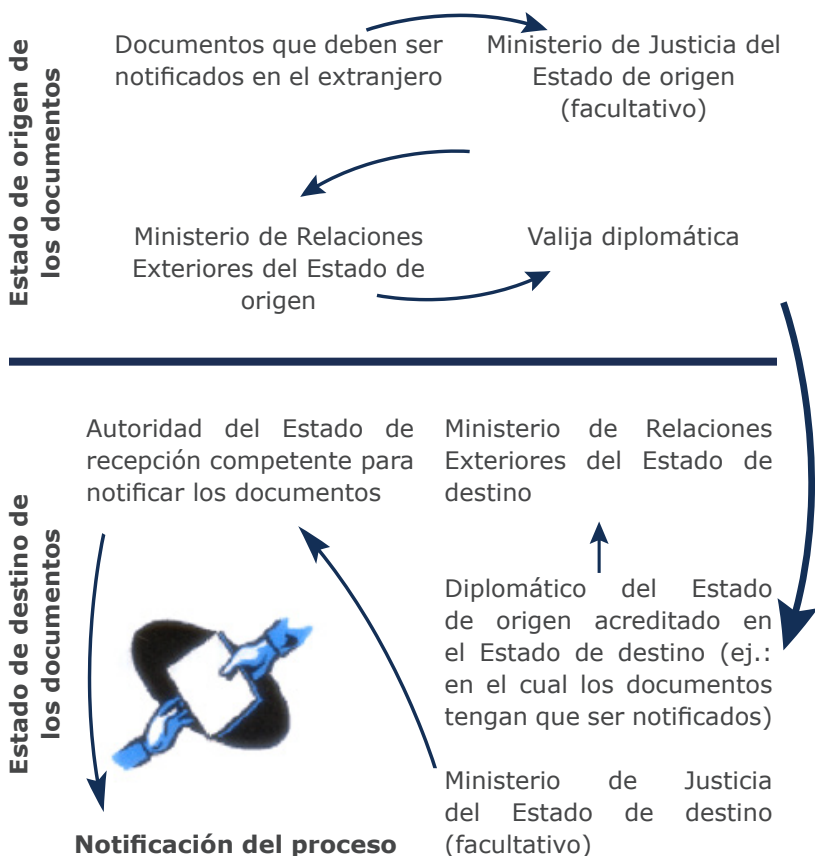 Estado de origen de
los documentos
Documentos que deben ser
notificados en el extranjero
Ministerio de Justicia del
Estado de origen
(facultativo)
Ministerio de Relaciones
Exteriores del Estado de
origen
Valija diplomática
Estado de destino de
los documentos
Autoridad del Estado de
recepción competente para
notificar los documentos
Ministerio de Relaciones
Exteriores del Estado de
destino
Diplomático del Estado
de origen acreditado en
el Estado de destino (ej.:
en el cual los documentos
tengan que ser notificados)
Ministerio de Justicia
del Estado de destino
(facultativo)
Notificación del proceso